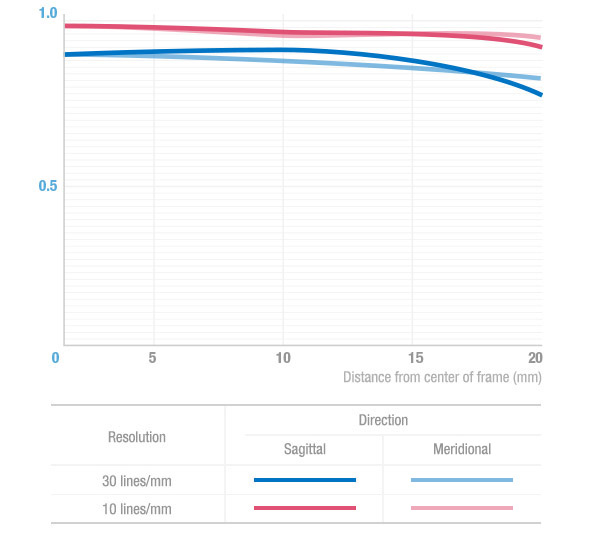 1.0
0.5
0 5 10 15 20
Distance from center of frame (mm)
Resolution
Direction
Sagittal Meridional
30 lines/mm
10 lines/mm